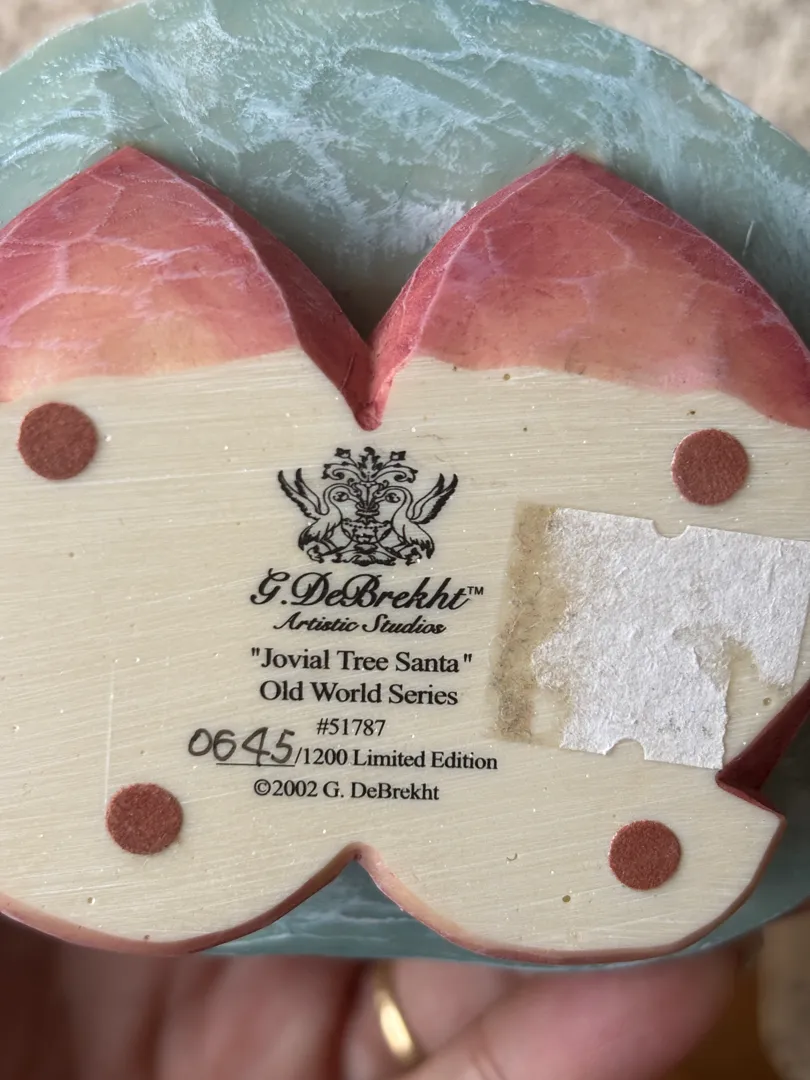 G.DeBrekht™
Artistic Studios
"Jovial Tree Santa"
Old World Series
#51787
0645/1200 Limited Edition
©2002 G. DeBrekht